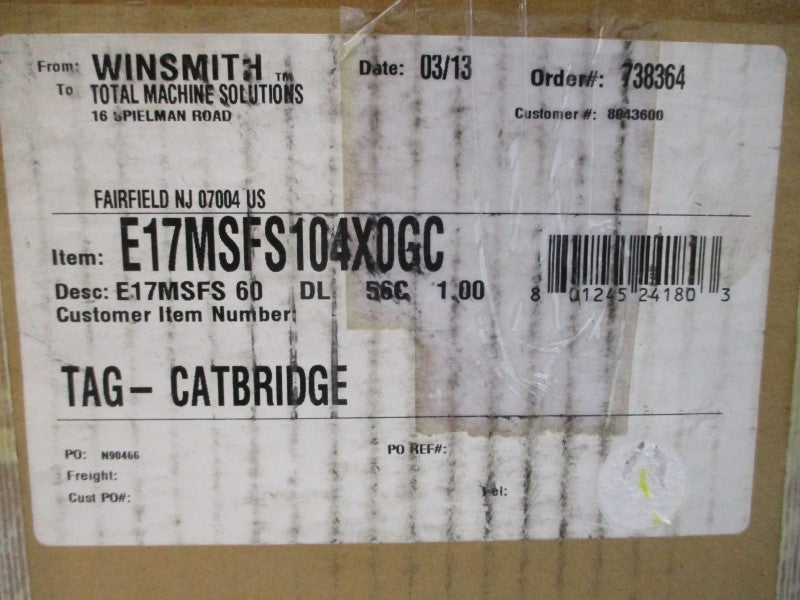 From: WINSMITH TM Date: 03/13 Order#: 738364
To TOTAL MACHINE SOLUTIONS Customer #: 8043600
16 SPIELMAN ROAD
FAIRFIELD NJ 07004 US
Item: E17MSFS104X0GC
Desc: E17MSFS 60 DL 56C 1.00
Customer Item Number:
8 01245 24180 3
TAG- CATBRIDGE
PO: N90466 PO REF#:
Freight:
Cust PO#: Tel: